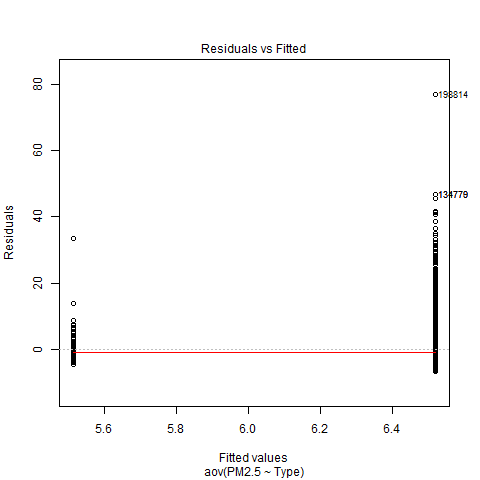 Residuals vs Fitted
80
60
40
20
0
Residuals
134779
5.6
5.8
6.0
6.2
6.4
Fitted values
aov(PM2.5 ~ Type)